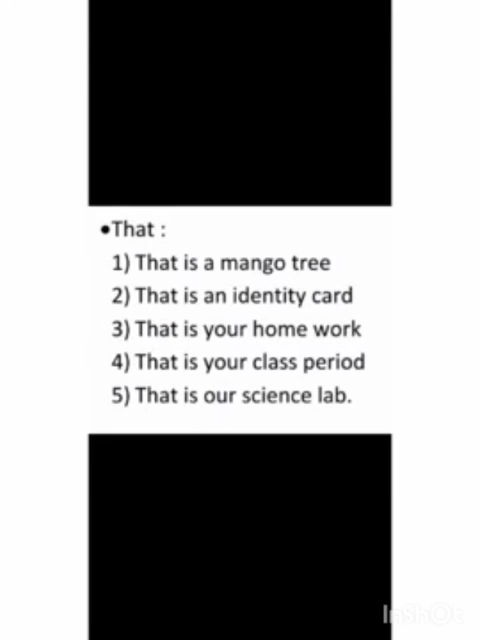 •That :
1) That is a mango tree
2) That is an identity card
3) That is your home work
4) That is your class period
5) That is our science lab.
InShOt